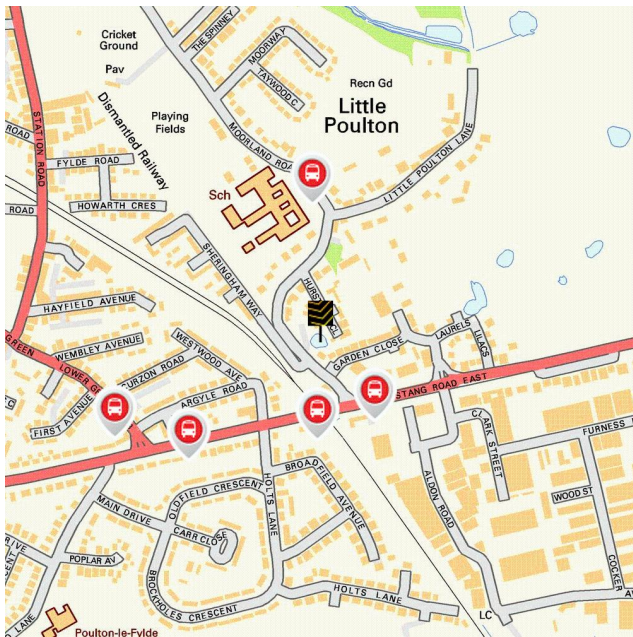 Cricket
Ground
Pav
THE SPINNEY
MOORWAY
TAYWOOD C
Recn Gd
Little
Poulton
Playing
Fields
Dismantled Railway
STATION ROAD
ROAD
FYLDE ROAD
MOORLAND ROA
LITTLE POULTON LANE
Sch
HOWARTH CRES
ROAD
SHERINGHAM WAY
HURST
HAYFIELD AVENUE
GREEN
WEMBLEY AVENUE
WESTWOOD AVE
GARDEN CLOSE
LAURELS
LILACS
LOWER G
CURZON ROAD
ARGYLE ROAD
STANG ROAD EAST
FIRST AVENUE
CLARK STREET
FURNESS
HOLTS LANE
BROADFIELD AVENUE
OLDFIELD CRESCENT
MAIN DRIVE
CARR CLOSE
ALDON ROAD
WOOD ST
DRIVE
POPLAR AV
BROCKHOLES CRESCENT
HOLTS LANE
COCKER
LANE
LC
Poulton-le-Fylde